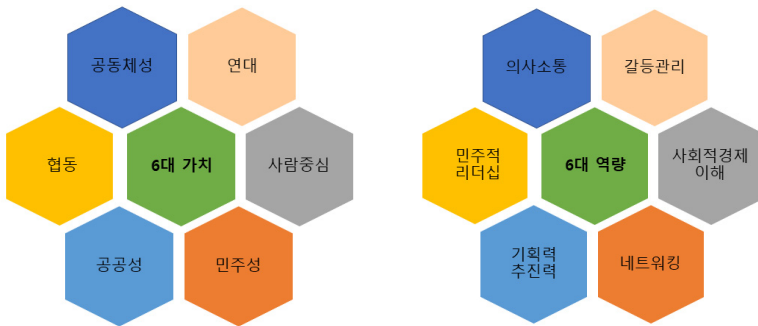 공동체성
연대
협동
6대 가치
사람중심
공공성
민주성
의사소통
갈등관리
민주적
리더십
6대 역량
사회적경제
이해
기획력
추진력
네트워킹